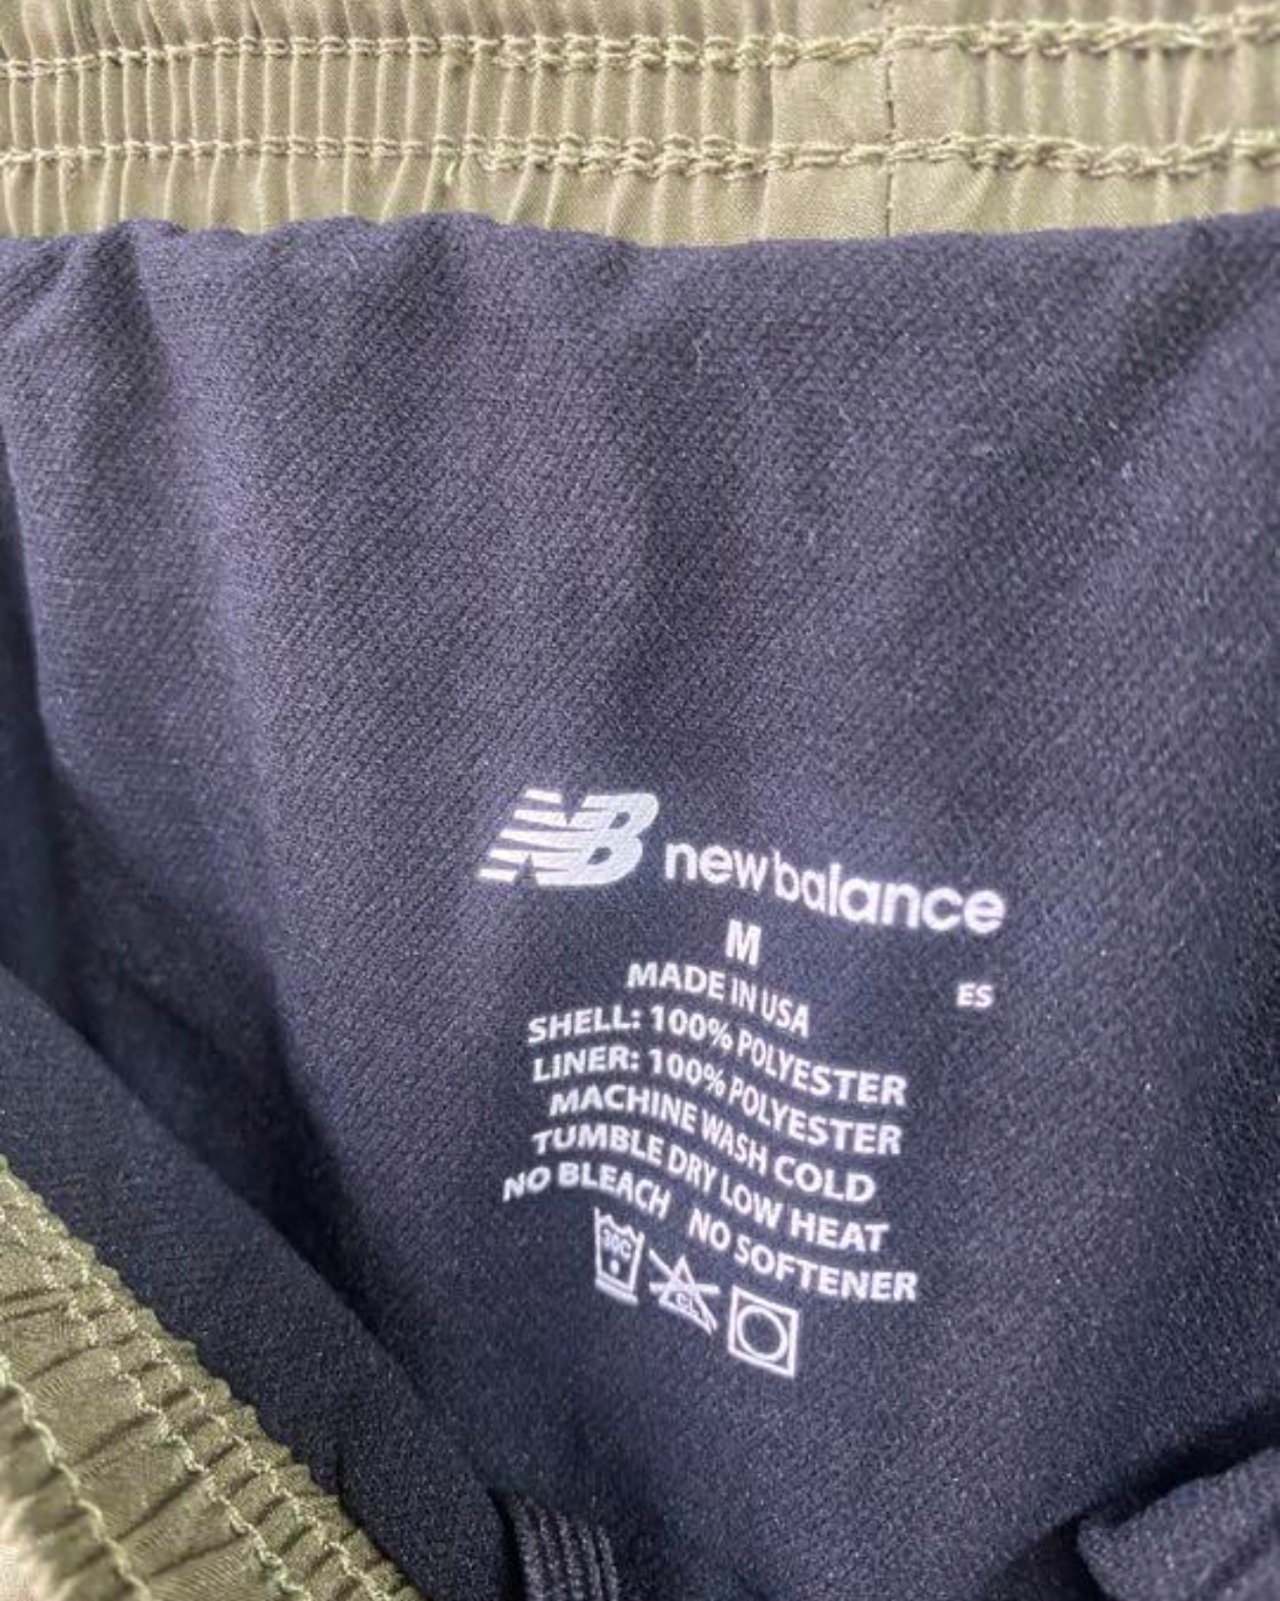 NB newbalance
M
MADE IN USA
ES
SHELL: 100% POLYESTER
LINER: 100% POLYESTER
MACHINE WASH COLD
TUMBLE DRY LOW HEAT
NO BLEACH NO SOFTENER
30C
CL